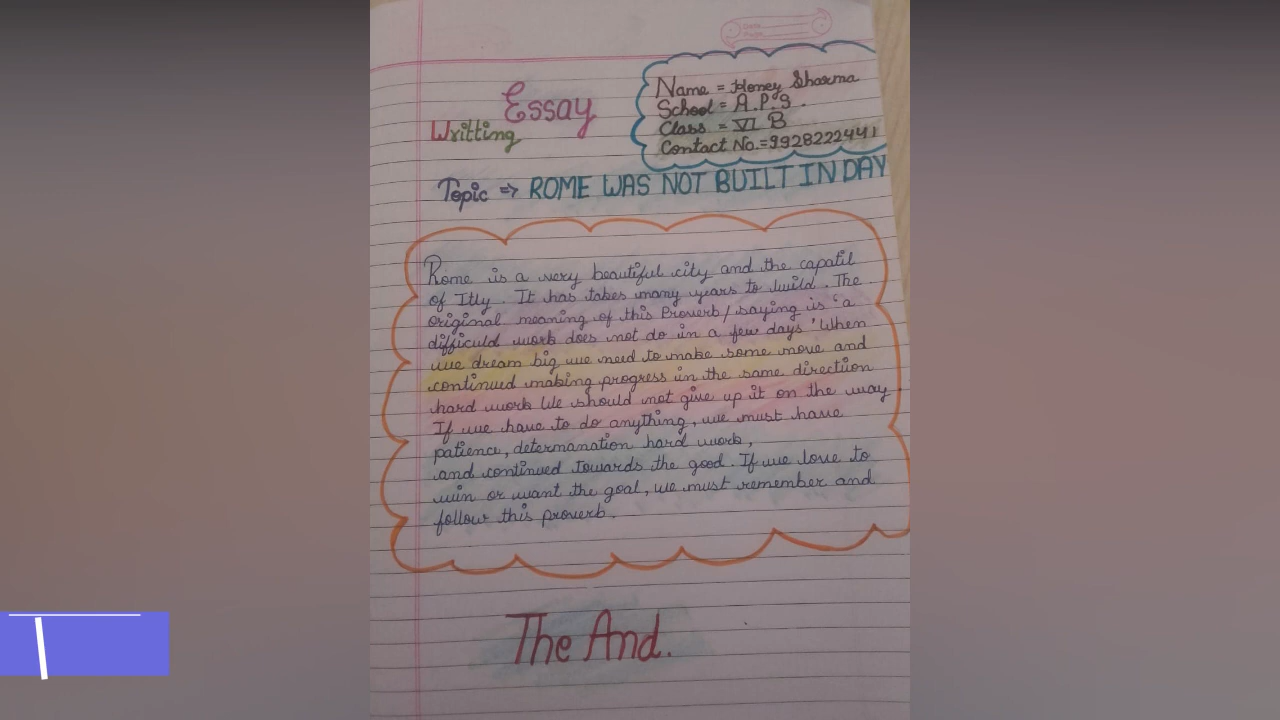 Essay
Writting
Name = Honey Sharma
School = A.P.S.
Class = VI B
Contact No.=9928222441
Topic => ROME WAS NOT BUILT IN DAY
Rome is a very beautiful city and the capatil
of Itly. It has takes many years to build. The
original meaning of this Proverb/saying is 'a
difficuld work does not do in a few days' When
we dream big we need to make some move and
continued making progress in the same direction
hard work We should not give up it on the way
If we have to do anything, we must have
patience, determanation hard work,
and continued towards the good. If we love to
win or want the goal, we must remember and
follow this proverb.
The And.